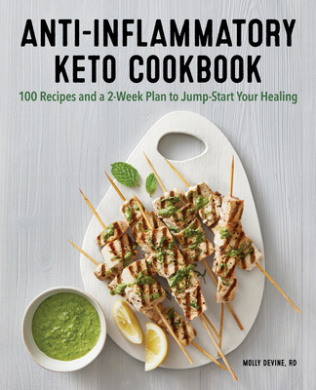 ANTI-INFLAMMATORY
KETO COOKBOOK
100 Recipes and a 2-Week Plan to Jump-Start Your Healing
MOLLY DEVINE, RD